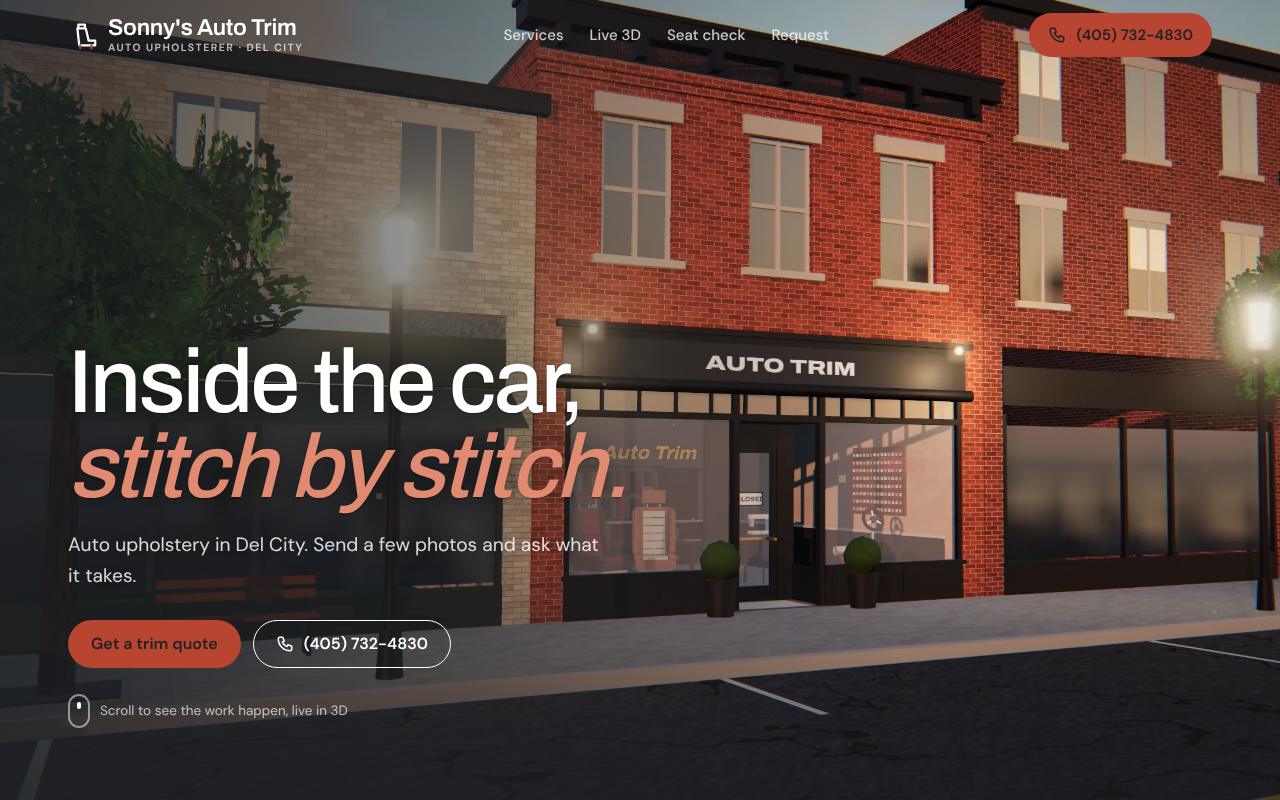 Sonny's Auto Trim
AUTO UPHOLSTERER · DEL CITY
Services
Live 3D
Seat check
Request
(405) 732-4830
AUTO TRIM
Auto Trim
Inside the car,
stitch by stitch.
Auto upholstery in Del City. Send a few photos and ask what
it takes.
Get a trim quote
(405) 732-4830
Scroll to see the work happen, live in 3D